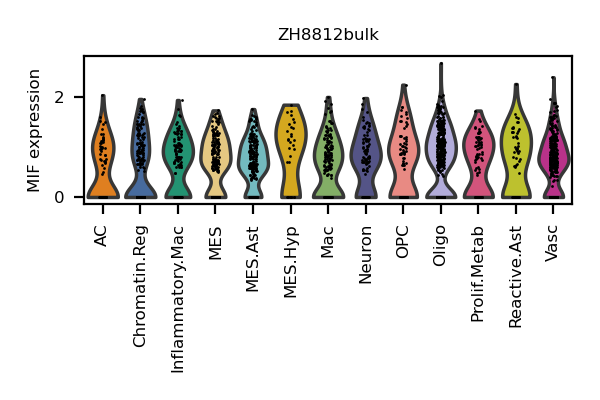 ZH8812bulk
MIF expression
2
0
AC
Chromatin.Reg
Inflammatory.Mac
MES
MES.Ast
MES.Hyp
Mac
Neuron
OPC
Oligo
Prolif.Metab
Reactive.Ast
Vasc